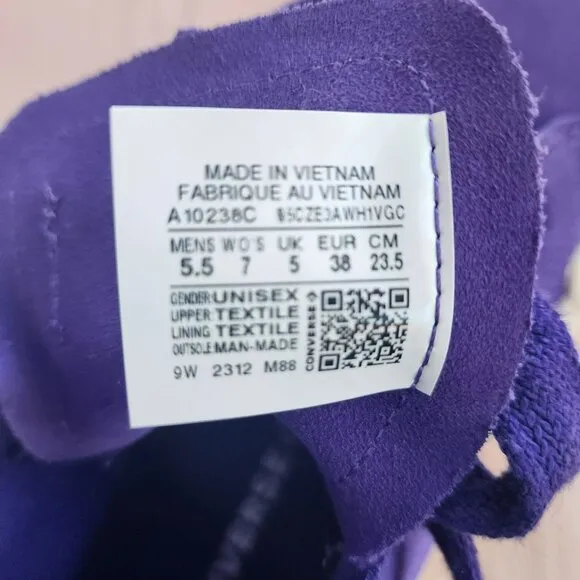 MADE IN VIETNAM
FABRIQUE AU VIETNAM
A10238C
MENS WO'S UK EUR CM
5.5 7 5 38 23.5
GENDER UNISEX
UPPER TEXTILE
LINING TEXTILE
OUTSOLE MAN-MADE
CONVERSE
9W 2312 M88
CONVERSE